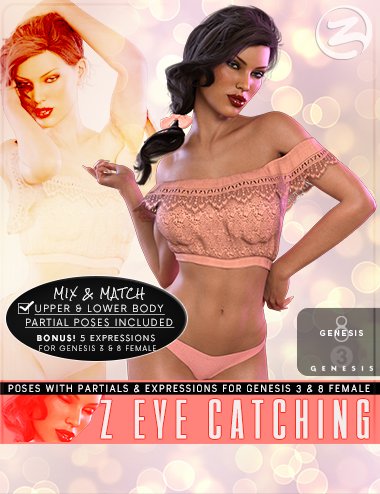 Z
MIX & MATCH
UPPER & LOWER BODY
PARTIAL POSES INCLUDED
BONUS! 5 EXPRESSIONS
FOR GENESIS 3 & 8 FEMALE
8
GENESIS
3
GENESIS
POSES WITH PARTIALS & EXPRESSIONS FOR GENESIS 3 & 8 FEMALE
Z EYE CATCHING